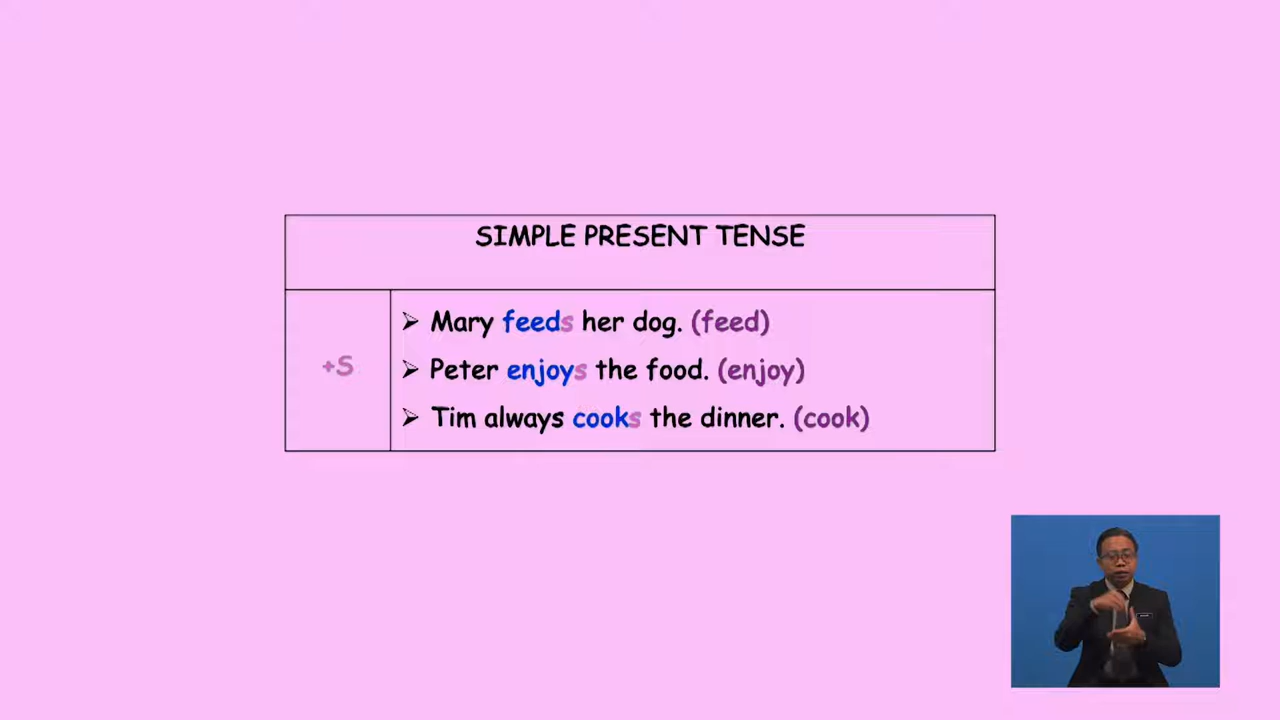 SIMPLE PRESENT TENSE
+S
➢ Mary feeds her dog. (feed)
➢ Peter enjoys the food. (enjoy)
➢ Tim always cooks the dinner. (cook)